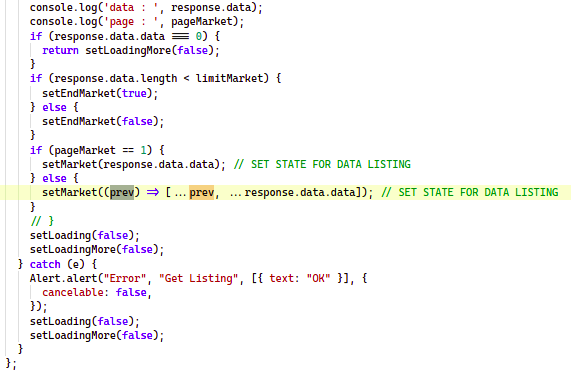 console.log('data : ', response.data);
console.log('page : ', pageMarket);
if (response.data.data === 0) {
return setLoadingMore(false);
}
if (response.data.length < limitMarket) {
setEndMarket(true);
} else {
setEndMarket(false);
}
if (pageMarket == 1) {
setMarket(response.data.data); // SET STATE FOR DATA LISTING
} else {
setMarket((prev) => [...prev, ...response.data.data]); // SET STATE FOR DATA LISTING
}
// }
setLoading(false);
setLoadingMore(false);
} catch (e) {
Alert.alert("Error", "Get Listing", [{ text: "OK" }], {
cancelable: false,
});
setLoading(false);
setLoadingMore(false);
}
};